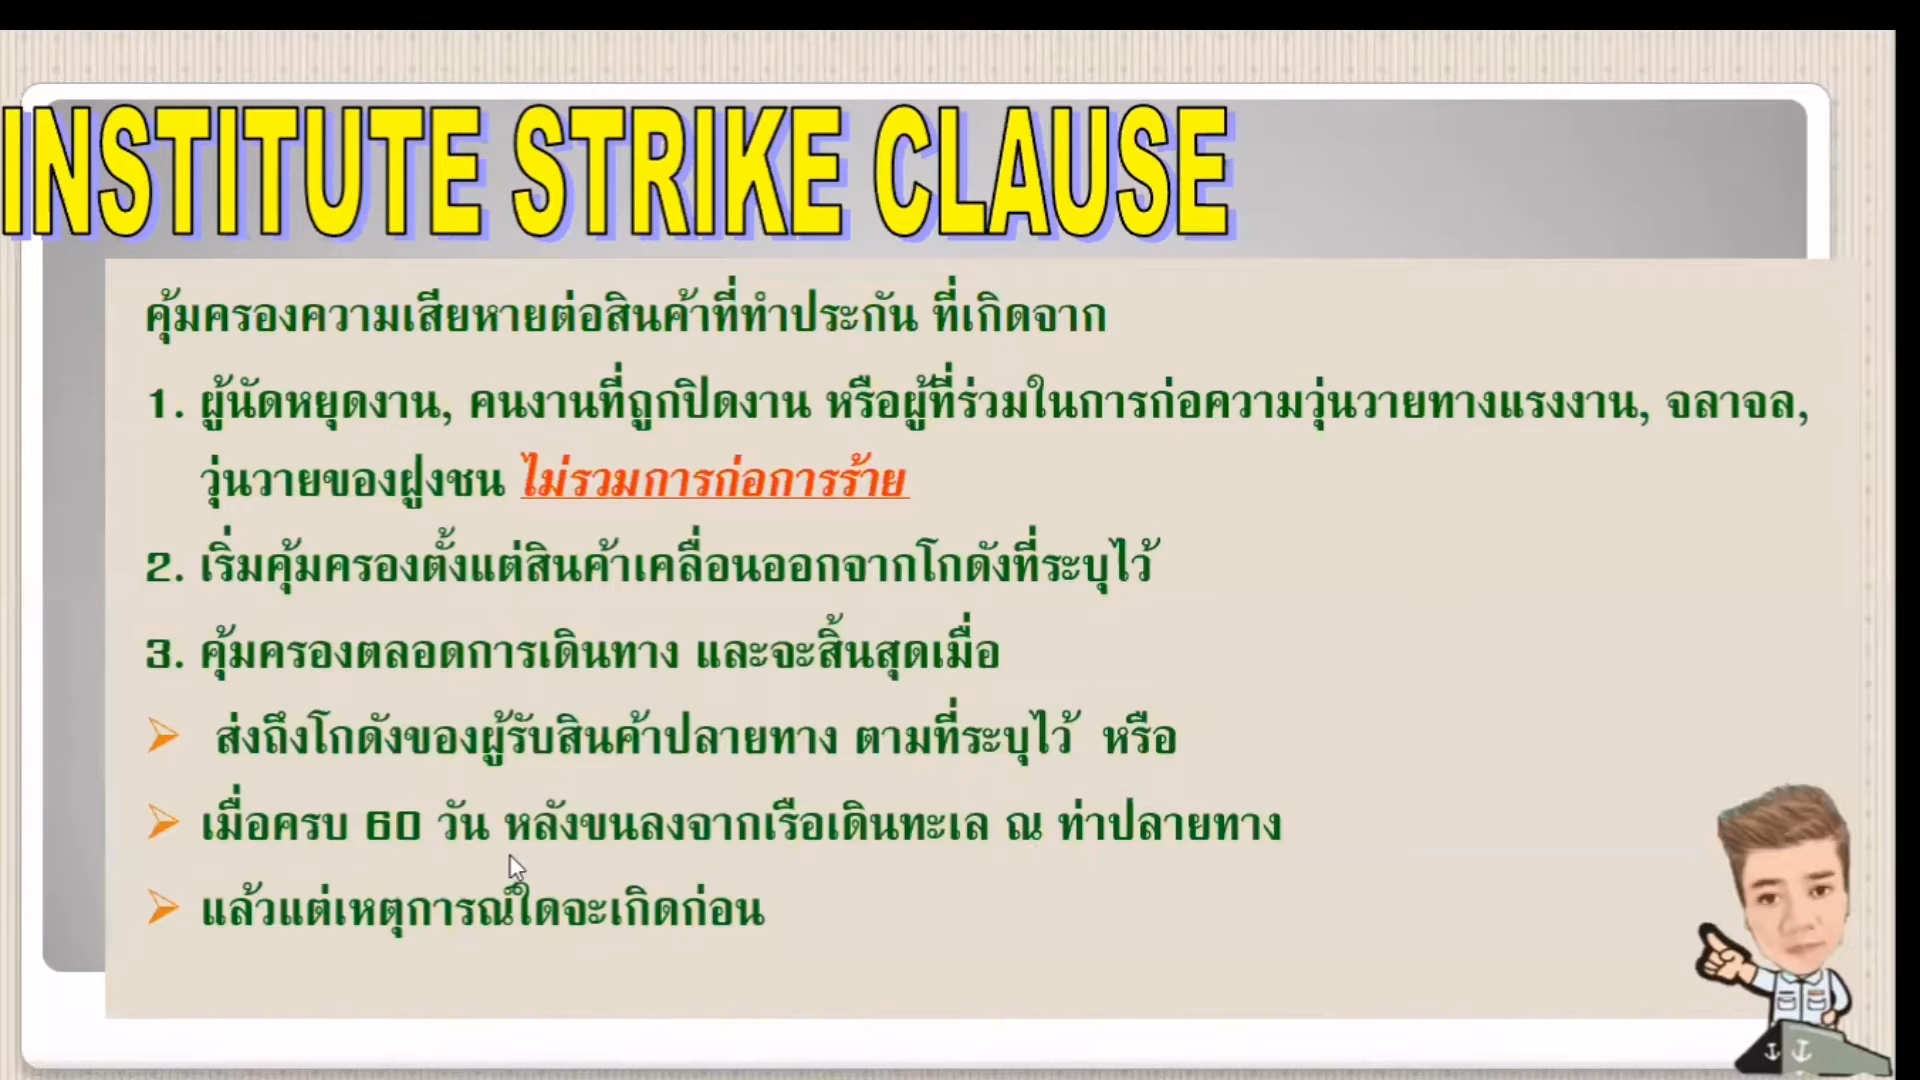 INSTITUTE STRIKE CLAUSE
คุ้มครองความเสียหายต่อสินค้าที่ทำประกัน ที่เกิดจาก
1. ผู้นัดหยุดงาน, คนงานที่ถูกปิดงาน หรือผู้ที่ร่วมในการก่อความวุ่นวายทางแรงงาน, จลาจล,
วุ่นวายของฝูงชน ไม่รวมการก่อการร้าย
2. เริ่มคุ้มครองตั้งแต่สินค้าเคลื่อนออกจากโกดังที่ระบุไว้
3. คุ้มครองตลอดการเดินทาง และจะสิ้นสุดเมื่อ
ส่งถึงโกดังของผู้รับสินค้าปลายทาง ตามที่ระบุไว้ หรือ
เมื่อครบ 60 วัน หลังขนลงจากเรือเดินทะเล ณ ท่าปลายทาง
แล้วแต่เหตุการณ์ใดจะเกิดก่อน